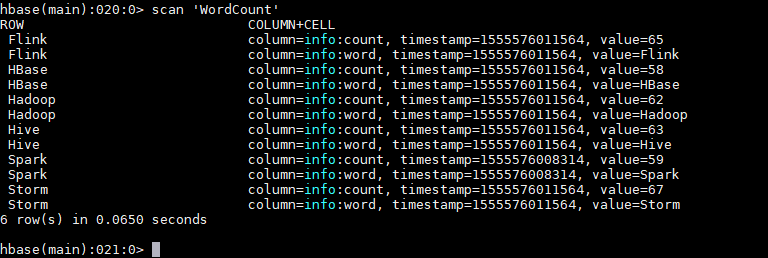 hbase(main):020:0> scan 'WordCount'
ROW                           COLUMN+CELL
 Flink                        column=info:count, timestamp=1555576011564, value=65
 Flink                        column=info:word, timestamp=1555576011564, value=Flink
 HBase                        column=info:count, timestamp=1555576011564, value=58
 HBase                        column=info:word, timestamp=1555576011564, value=HBase
 Hadoop                       column=info:count, timestamp=1555576011564, value=62
 Hadoop                       column=info:word, timestamp=1555576011564, value=Hadoop
 Hive                         column=info:count, timestamp=1555576011564, value=63
 Hive                         column=info:word, timestamp=1555576011564, value=Hive
 Spark                        column=info:count, timestamp=1555576008314, value=59
 Spark                        column=info:word, timestamp=1555576008314, value=Spark
 Storm                        column=info:count, timestamp=1555576011564, value=67
 Storm                        column=info:word, timestamp=1555576011564, value=Storm
6 row(s) in 0.0650 seconds
hbase(main):021:0>